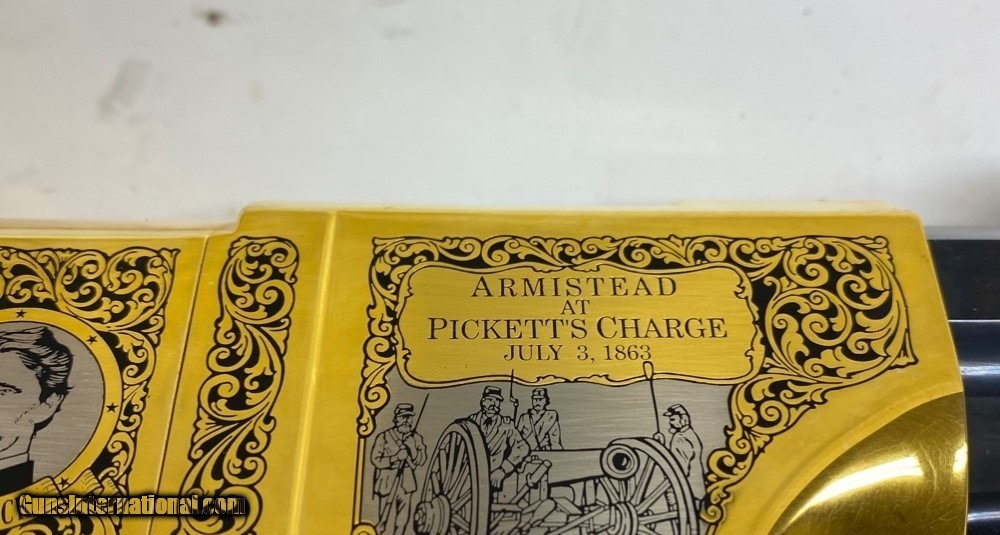 ARMISTEAD
AT
PICKETT'S CHARGE
JULY 3, 1863
GunsInternational.com